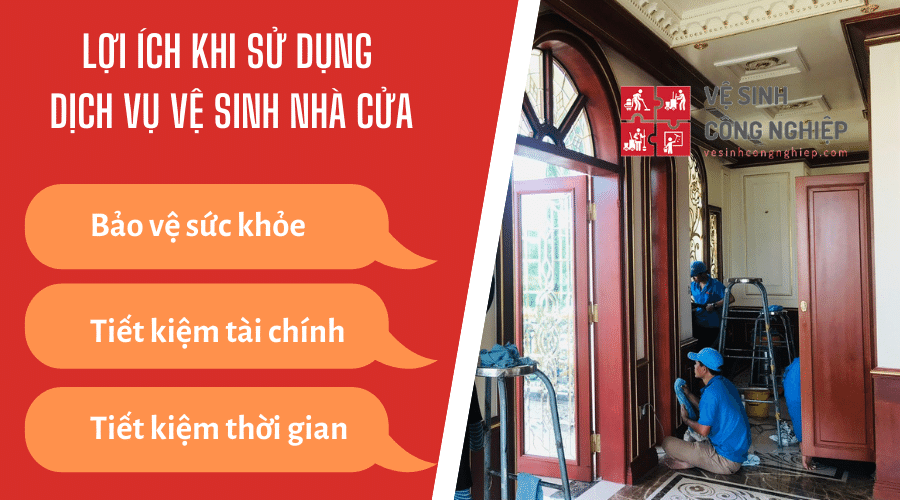 LỢI ÍCH KHI SỬ DỤNG
DỊCH VỤ VỆ SINH NHÀ CỬA
Bảo vệ sức khỏe
Tiết kiệm tài chính
Tiết kiệm thời gian
VỆ SINH
CÔNG NGHIỆP
vesinhcongnghiep.com